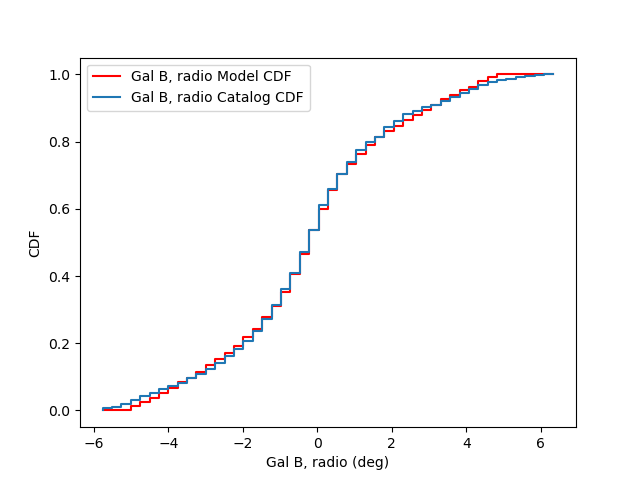 Gal B, radio Model CDF
Gal B, radio Catalog CDF
1.0
0.8
0.6
0.4
0.2
0.0
CDF
−6 −4 −2 0 2 4 6
Gal B, radio (deg)